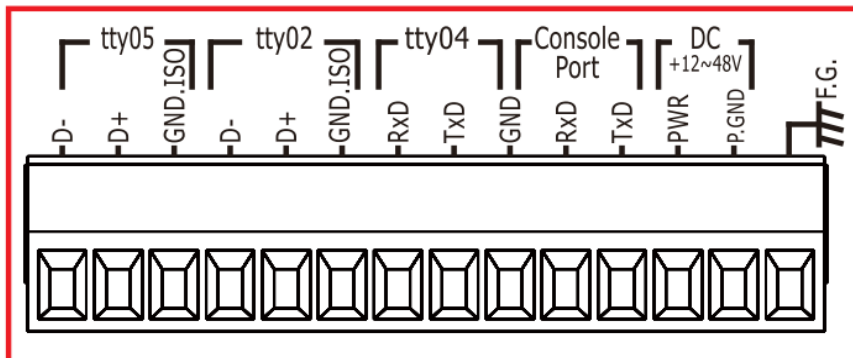 tty05
tty02
tty04
Console
Port
DC
+12~48V
D-
D+
GND.ISO
D-
D+
GND.ISO
RxD
TxD
GND
RxD
TxD
PWR
P.GND
F.G.